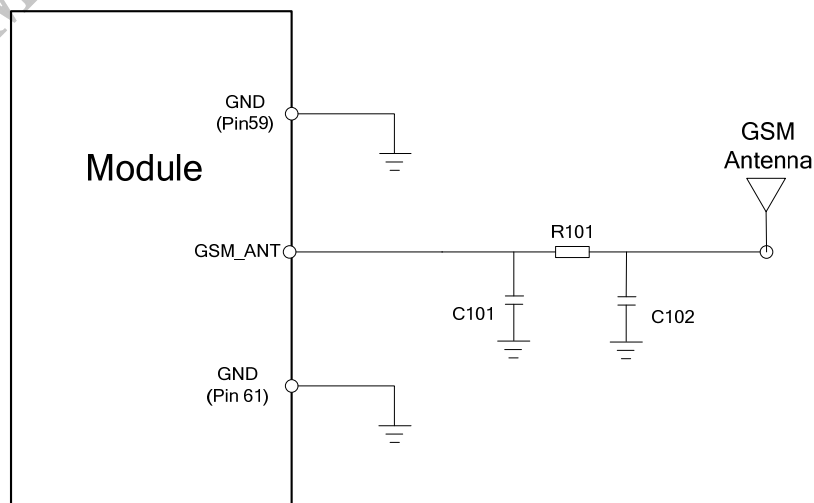 GND
(Pin59)
GSM
Antenna
Module
R101
GSM_ANT
C101
C102
GND
(Pin 61)